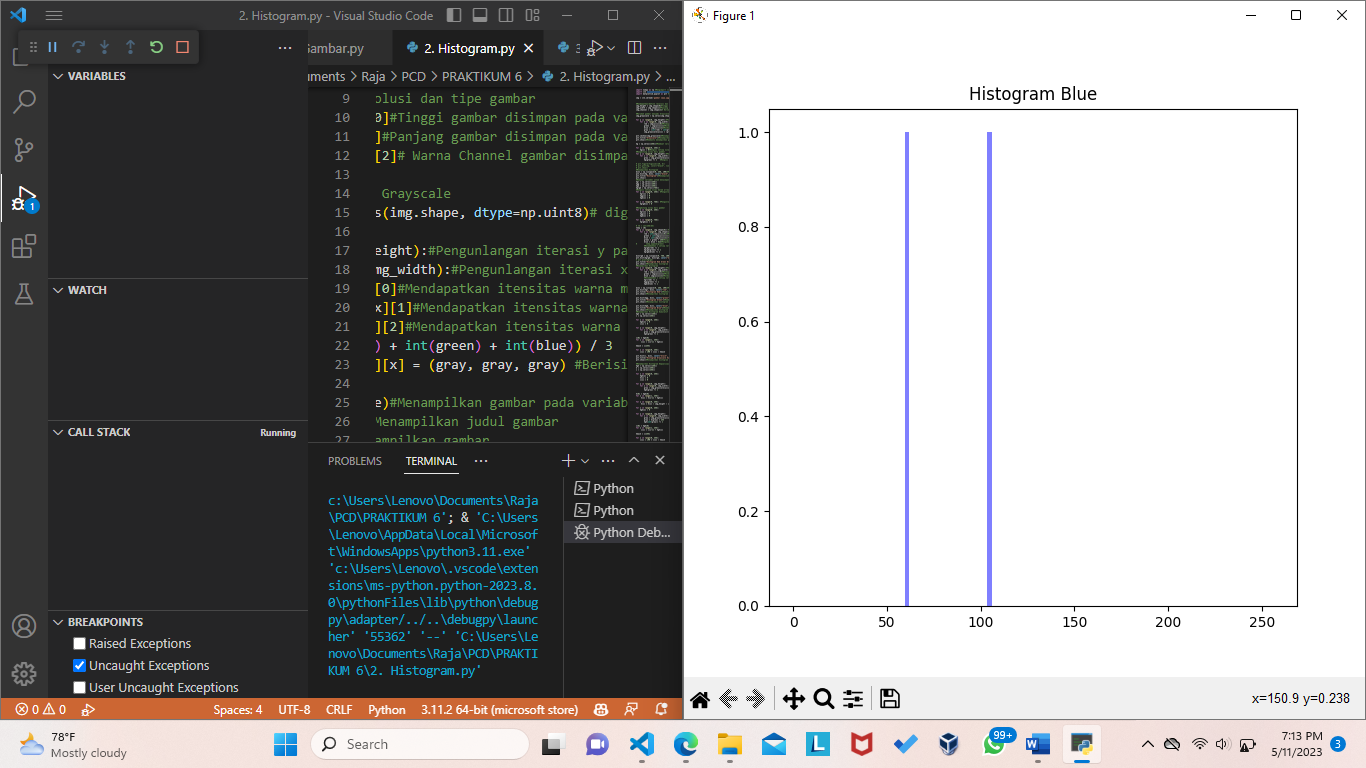 2. Histogram.py - Visual Studio Code
Gambar.py
2. Histogram.py
3
uments > Raja > PCD > PRAKTIKUM 6 > 2. Histogram.py > ...
VARIABLES
WATCH
CALL STACK
Running
BREAKPOINTS
Raised Exceptions
Uncaught Exceptions
User Uncaught Exceptions
1
9 olusi dan tipe gambar
10 0]#Tinggi gambar disimpan pada va
11 ]#Panjang gambar disimpan pada va
12 [2]# Warna Channel gambar disimpa
13
14 Grayscale
15 s(img.shape, dtype=np.uint8)# dig
16
17 eight):#Pengunlangan iterasi y pa
18 mg_width):#Pengunlangan iterasi x
19 [0]#Mendapatkan itensitas warna m
20 x][1]#Mendapatkan itensitas warna
21 ][2]#Mendapatkan itensitas warna
22 ) + int(green) + int(blue)) / 3
23 ][x] = (gray, gray, gray) #Berisi
24
25 e)#Menampilkan gambar pada variab
26 Menampilkan judul gambar
27 ampilkan gambar
PROBLEMS
TERMINAL
c:\Users\Lenovo\Documents\Raja
\PCD\PRAKTIKUM 6'; & 'C:\Users
\Lenovo\AppData\Local\Microsof
t\WindowsApps\python3.11.exe'
'c:\Users\Lenovo\.vscode\exten
sions\ms-python.python-2023.8.
0\pythonFiles\lib\python\debug
py\adapter/../..\debugpy\launc
her' '55362' '--' 'C:\Users\Le
novo\Documents\Raja\PCD\PRAKTI
KUM 6\2. Histogram.py'
Python
Python
Python Deb...
0 0
Spaces: 4
UTF-8
CRLF
Python
3.11.2 64-bit (microsoft store)
Figure 1
Histogram Blue
1.0
0.8
0.6
0.4
0.2
0.0
0 50 100 150 200 250
x=150.9 y=0.238
78°F
Mostly cloudy
Search
L
99+
7:13 PM
5/11/2023
3